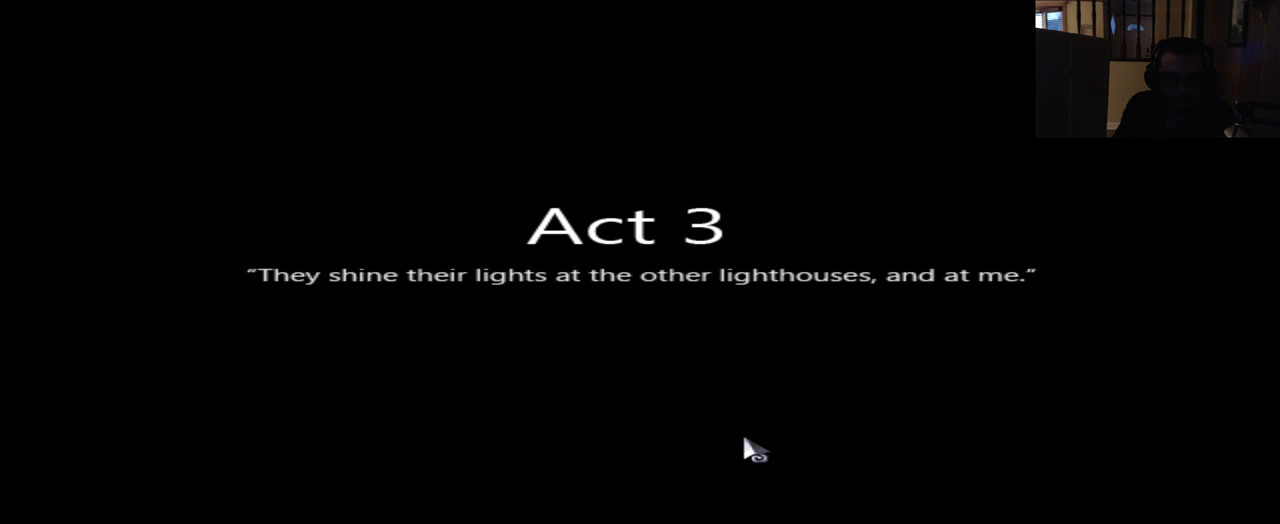 Act 3
“They shine their lights at the other lighthouses, and at me.”